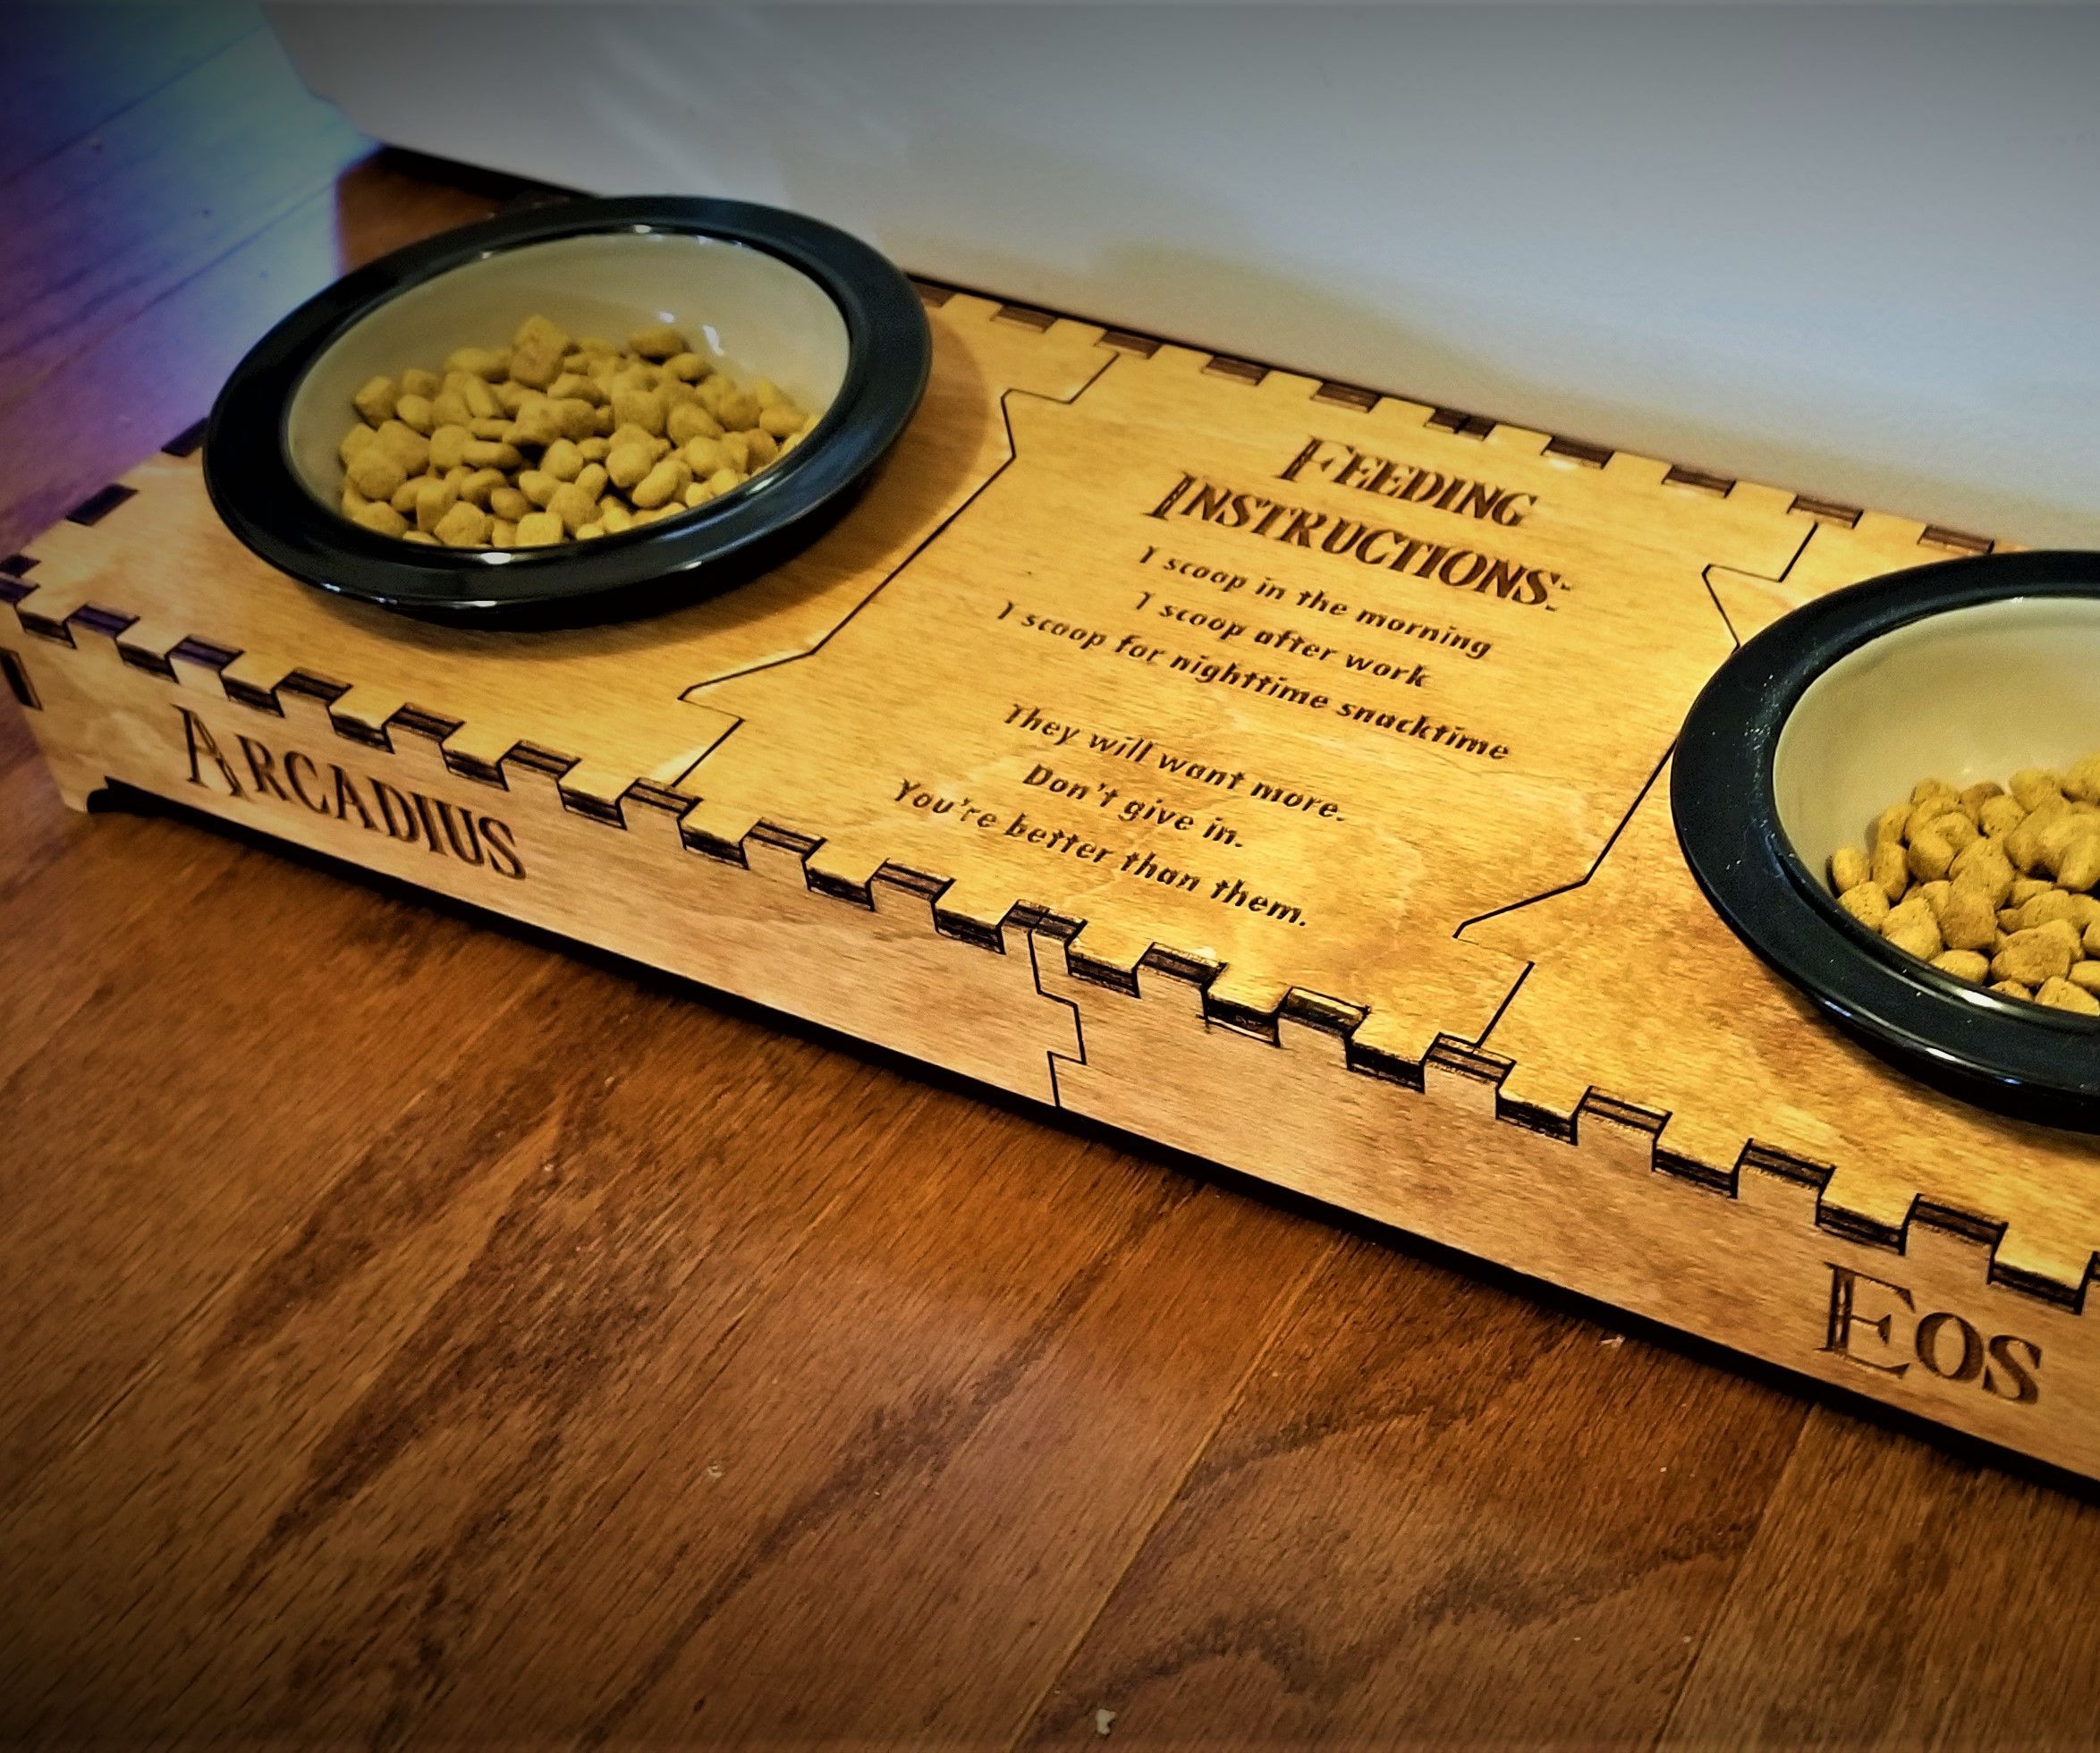 FEEDING
INSTRUCTIONS:
1 scoop in the morning
1 scoop after work
1 scoop for nighttime snacktime
They will want more.
Don't give in.
You're better than them.
ARCADIUS
EOS